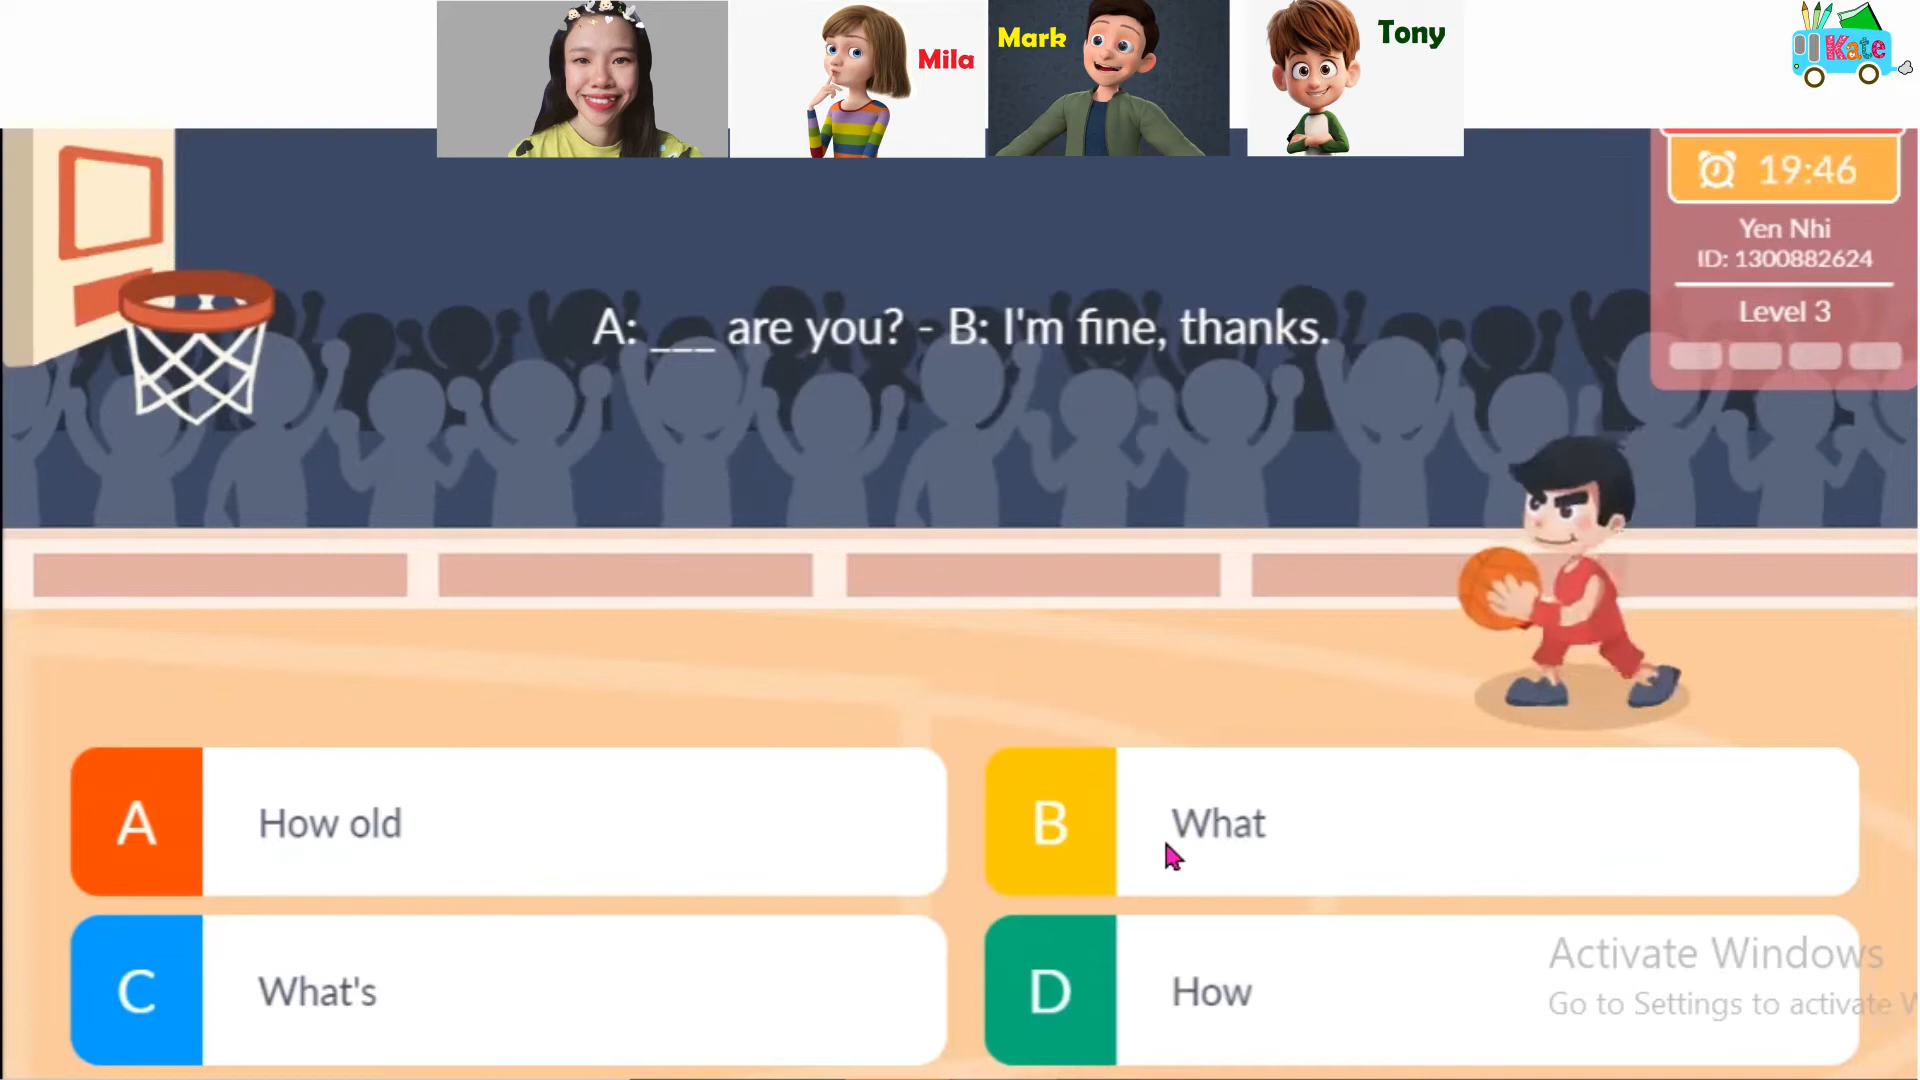 Mila
Mark
Tony
Kate
19:46
Yen Nhi
ID: 1300882624
Level 3
A: ___ are you? - B: I'm fine, thanks.
A How old
B What
C What's
D How
Activate Windows
Go to Settings to activate W